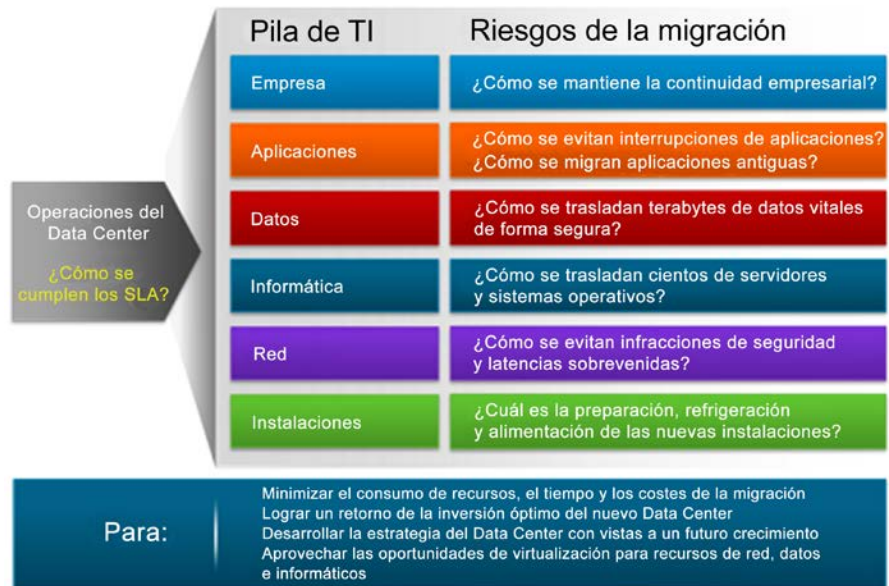 Pila de TI
Riesgos de la migración
Operaciones del
Data Center
¿Cómo se
cumplen los SLA?
Empresa
¿Cómo se mantiene la continuidad empresarial?
Aplicaciones
¿Cómo se evitan interrupciones de aplicaciones?
¿Cómo se migran aplicaciones antiguas?
Datos
¿Cómo se trasladan terabytes de datos vitales
de forma segura?
Informática
¿Cómo se trasladan cientos de servidores
y sistemas operativos?
Red
¿Cómo se evitan infracciones de seguridad
y latencias sobrevenidas?
Instalaciones
¿Cuál es la preparación, refrigeración
y alimentación de las nuevas instalaciones?
Para:
Minimizar el consumo de recursos, el tiempo y los costes de la migración
Lograr un retorno de la inversión óptimo del nuevo Data Center
Desarrollar la estrategia del Data Center con vistas a un futuro crecimiento
Aprovechar las oportunidades de virtualización para recursos de red, datos
e informáticos